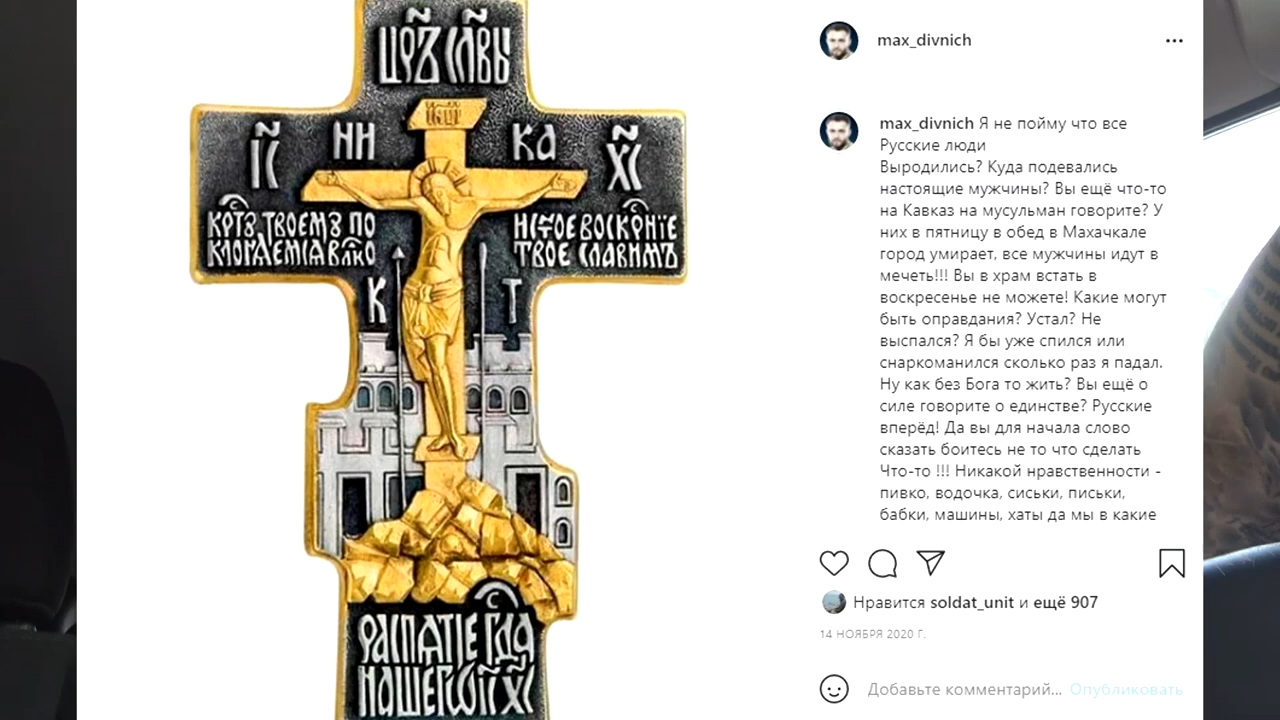 ЦРЪ СЛВЫ
ІНЦІ
ІС НИ КА ХС
КРТУ ТВОЕМУ ПО
КЛОНѦЕМСѦ ВЛКО
И СТОЕ ВОСКРНІЕ
ТВОЕ СЛАВИМЪ
К Т
РАСПѦТІЕ ГДА
НАШЕГѠ ІІ ХС
max_divnich
max_divnich Я не пойму что все
Русские люди
Выродились? Куда подевались
настоящие мужчины? Вы ещё что-то
на Кавказ на мусульман говорите? У
них в пятницу в обед в Махачкале
город умирает, все мужчины идут в
мечеть!!! Вы в храм встать в
воскресенье не можете! Какие могут
быть оправдания? Устал? Не
выспался? Я бы уже спился или
снаркоманился сколько раз я падал.
Ну как без Бога то жить? Вы ещё о
силе говорите о единстве? Русские
вперёд! Да вы для начала слово
сказать боитесь не то что сделать
Что-то !!! Никакой нравственности -
пивко, водочка, сиськи, письки,
бабки, машины, хаты да мы в какие
Нравится soldat_unit и ещё 907
14 НОЯБРЯ 2020 Г.
Добавьте комментарий... Опубликовать